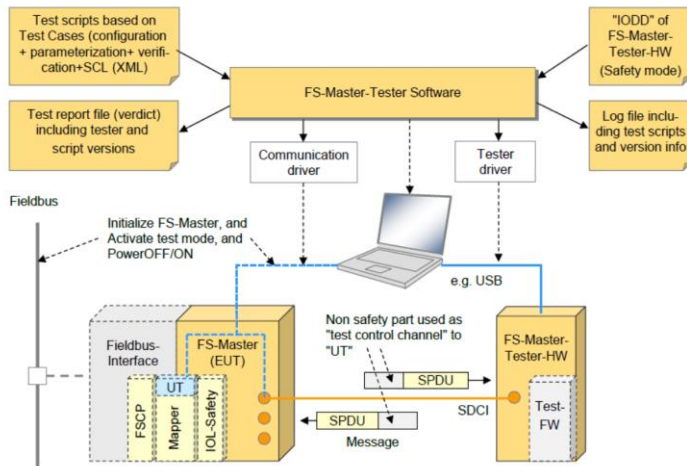 Test scripts based on
Test Cases (configuration
+ parameterization+ verifi-
cation+SCL (XML)
"IODD" of
FS-Master-
Tester-HW
(Safety mode)
FS-Master-Tester Software
Test report file (verdict)
including tester and
script versions
Log file inclu-
ding test scripts
and version info
Communication
driver
Tester
driver
Fieldbus
Initialize FS-Master, and
Activate test mode, and
PowerOFF/ON
e.g. USB
Non safety part used as
"test control channel" to
"UT"
Fieldbus-
Interface
FS-Master
(EUT)
FS-Master-
Tester-HW
UT
FSCP
Mapper
IOL-Safety
SPDU
SDCI
SPDU
Message
Test-
FW